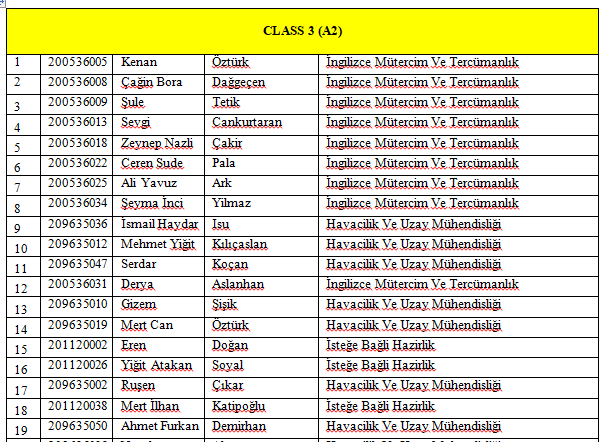 CLASS 3 (A2)
1 200536005 Kenan Öztürk İngilizce Mütercim Ve Tercümanlık
2 200536008 Çağin Bora Dağgeçen İngilizce Mütercim Ve Tercümanlık
3 200536009 Şule Tetik İngilizce Mütercim Ve Tercümanlık
4 200536013 Sevgi Cankurtaran İngilizce Mütercim Ve Tercümanlık
5 200536018 Zeynep Nazli Çakir İngilizce Mütercim Ve Tercümanlık
6 200536022 Ceren Sude Pala İngilizce Mütercim Ve Tercümanlık
7 200536025 Ali Yavuz Ark İngilizce Mütercim Ve Tercümanlık
8 200536034 Şeyma İnci Yilmaz İngilizce Mütercim Ve Tercümanlık
9 209635036 İsmail Haydar Isu Havacilik Ve Uzay Mühendisliği
10 209635012 Mehmet Yiğit Kılıçaslan Havacilik Ve Uzay Mühendisliği
11 209635047 Serdar Koçan Havacilik Ve Uzay Mühendisliği
12 200536031 Derya Aslanhan İngilizce Mütercim Ve Tercümanlık
13 209635010 Gizem Şişik Havacilik Ve Uzay Mühendisliği
14 209635019 Mert Can Öztürk Havacilik Ve Uzay Mühendisliği
15 201120002 Eren Doğan İsteğe Bağli Hazirlik
16 201120026 Yiğit Atakan Soyal İsteğe Bağli Hazirlik
17 209635002 Ruşen Çıkar Havacilik Ve Uzay Mühendisliği
18 201120038 Mert İlhan Katipoğlu İsteğe Bağli Hazirlik
19 209635050 Ahmet Furkan Demirhan Havacilik Ve Uzay Mühendisliği